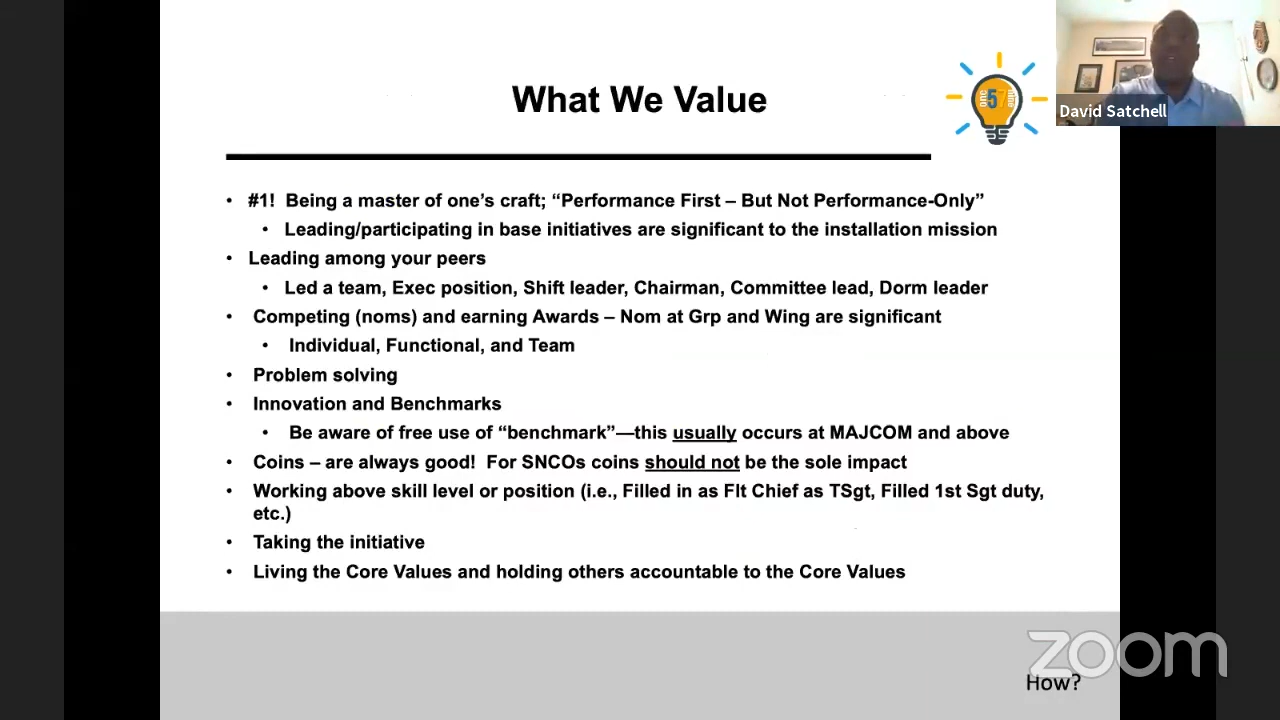 What We Value
57
David Satchell
• #1! Being a master of one’s craft; “Performance First – But Not Performance-Only”
• Leading/participating in base initiatives are significant to the installation mission
• Leading among your peers
• Led a team, Exec position, Shift leader, Chairman, Committee lead, Dorm leader
• Competing (noms) and earning Awards – Nom at Grp and Wing are significant
• Individual, Functional, and Team
• Problem solving
• Innovation and Benchmarks
• Be aware of free use of “benchmark”—this usually occurs at MAJCOM and above
• Coins – are always good! For SNCOs coins should not be the sole impact
• Working above skill level or position (i.e., Filled in as Flt Chief as TSgt, Filled 1st Sgt duty,
etc.)
• Taking the initiative
• Living the Core Values and holding others accountable to the Core Values
zoom
How?